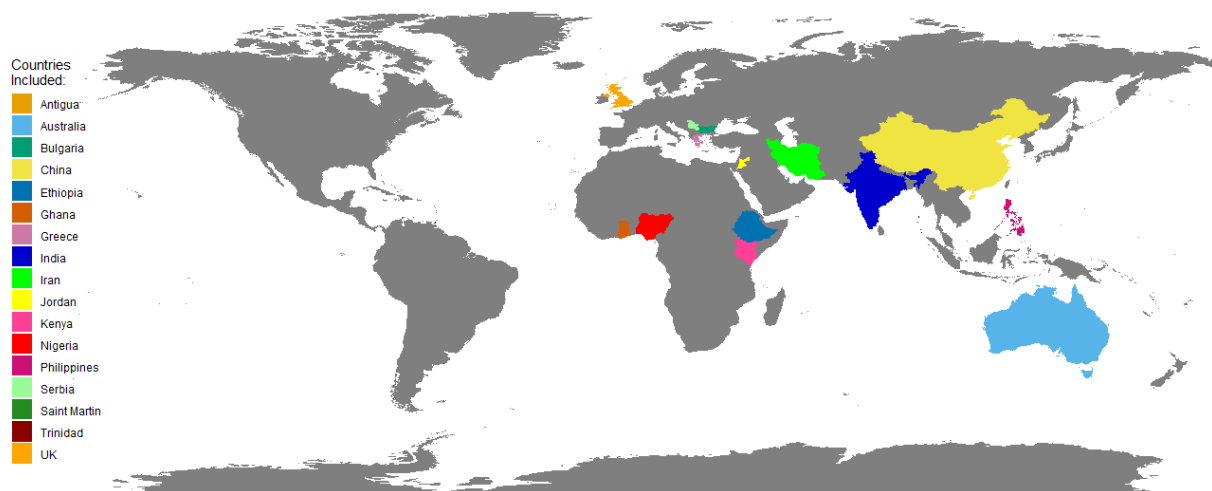 Countries
Included:
Antigua
Australia
Bulgaria
China
Ethiopia
Ghana
Greece
India
Iran
Jordan
Kenya
Nigeria
Philippines
Serbia
Saint Martin
Trinidad
UK